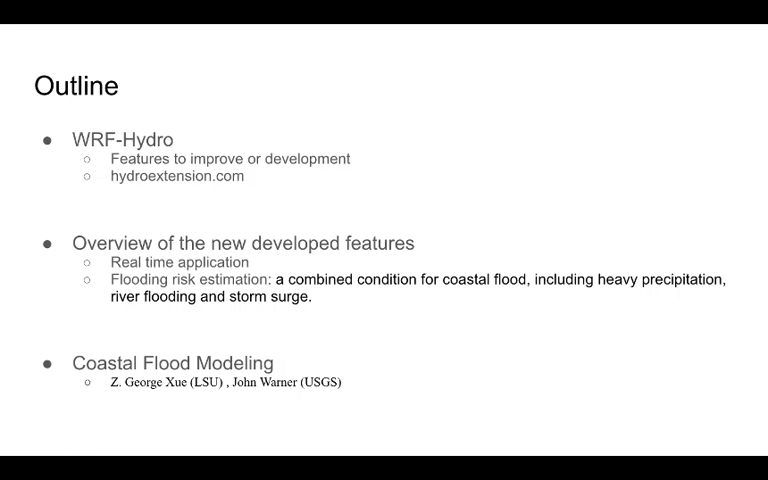 Outline
● WRF-Hydro
○ Features to improve or development
○ hydroextension.com
● Overview of the new developed features
○ Real time application
○ Flooding risk estimation: a combined condition for coastal flood, including heavy precipitation,
river flooding and storm surge.
● Coastal Flood Modeling
○ Z. George Xue (LSU) , John Warner (USGS)